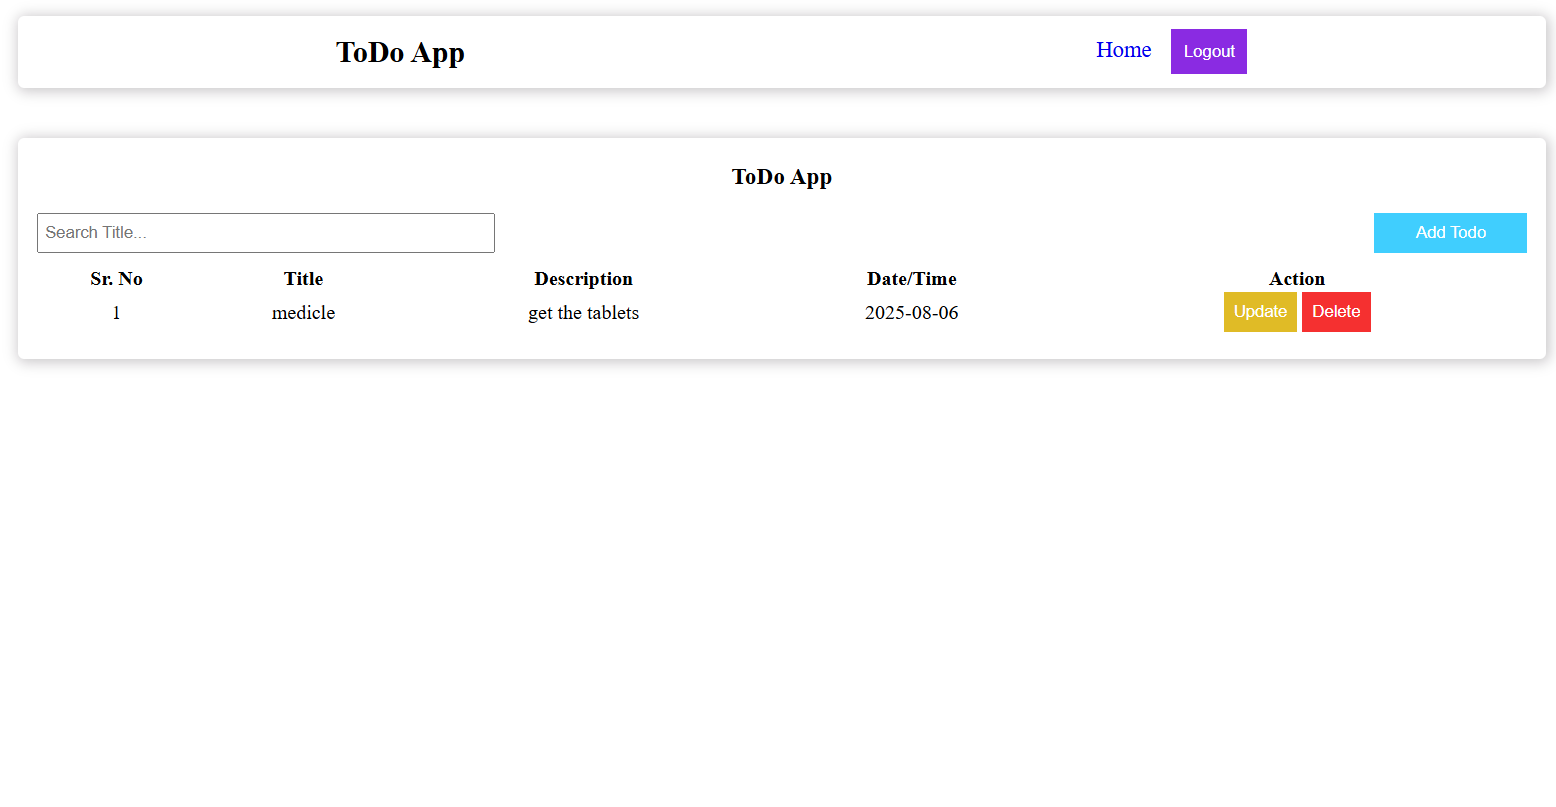 ToDo App Home Logout
ToDo App
Search Title... Add Todo
Sr. No Title Description Date/Time Action
1 medicle get the tablets 2025-08-06 Update Delete